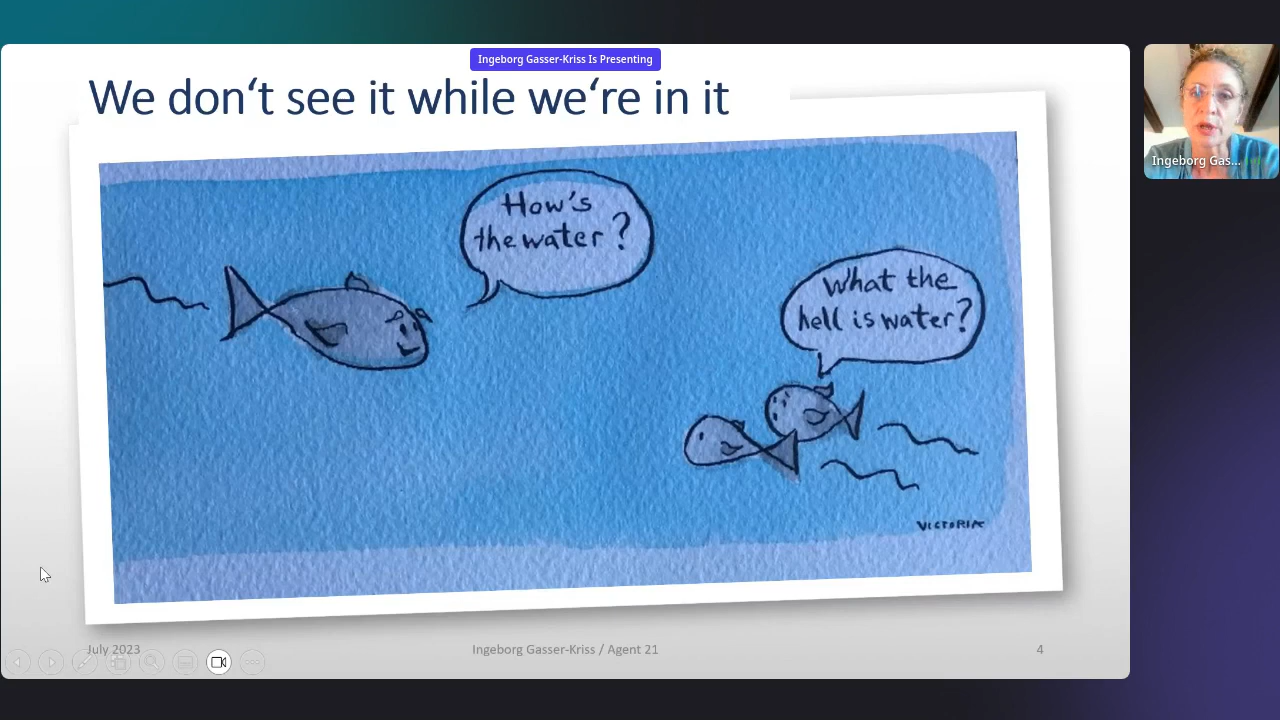 Ingeborg Gasser-Kriss Is Presenting
We don‘t see it while we‘re in it
How's
the water?
What the
hell is water?
VICTORIA
July 2023
Ingeborg Gasser-Kriss / Agent 21
4
Ingeborg Gas...